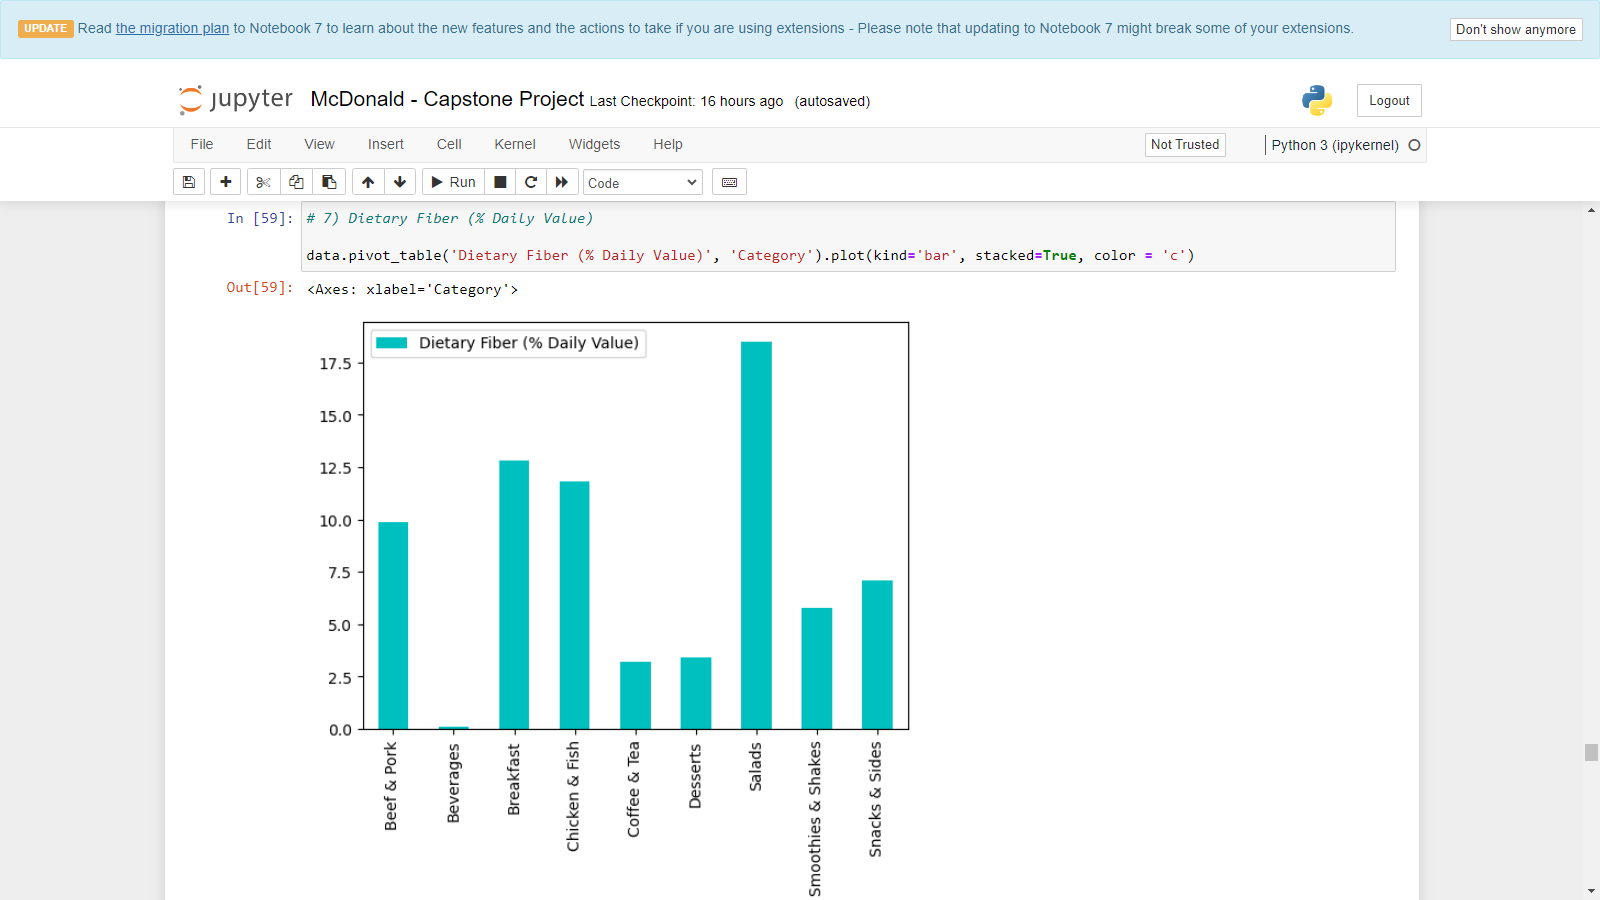 UPDATE Read the migration plan to Notebook 7 to learn about the new features and the actions to take if you are using extensions - Please note that updating to Notebook 7 might break some of your extensions.
Don't show anymore
jupyter McDonald - Capstone Project Last Checkpoint: 16 hours ago (autosaved)
Logout
File Edit View Insert Cell Kernel Widgets Help
Not Trusted
Python 3 (ipykernel)
Run
Code
In [59]: # 7) Dietary Fiber (% Daily Value)
data.pivot_table('Dietary Fiber (% Daily Value)', 'Category').plot(kind='bar', stacked=True, color = 'c')
Out[59]: <Axes: xlabel='Category'>
Dietary Fiber (% Daily Value)
17.5
15.0
12.5
10.0
7.5
5.0
2.5
0.0
Beef & Pork
Beverages
Breakfast
Chicken & Fish
Coffee & Tea
Desserts
Salads
Smoothies & Shakes
Snacks & Sides